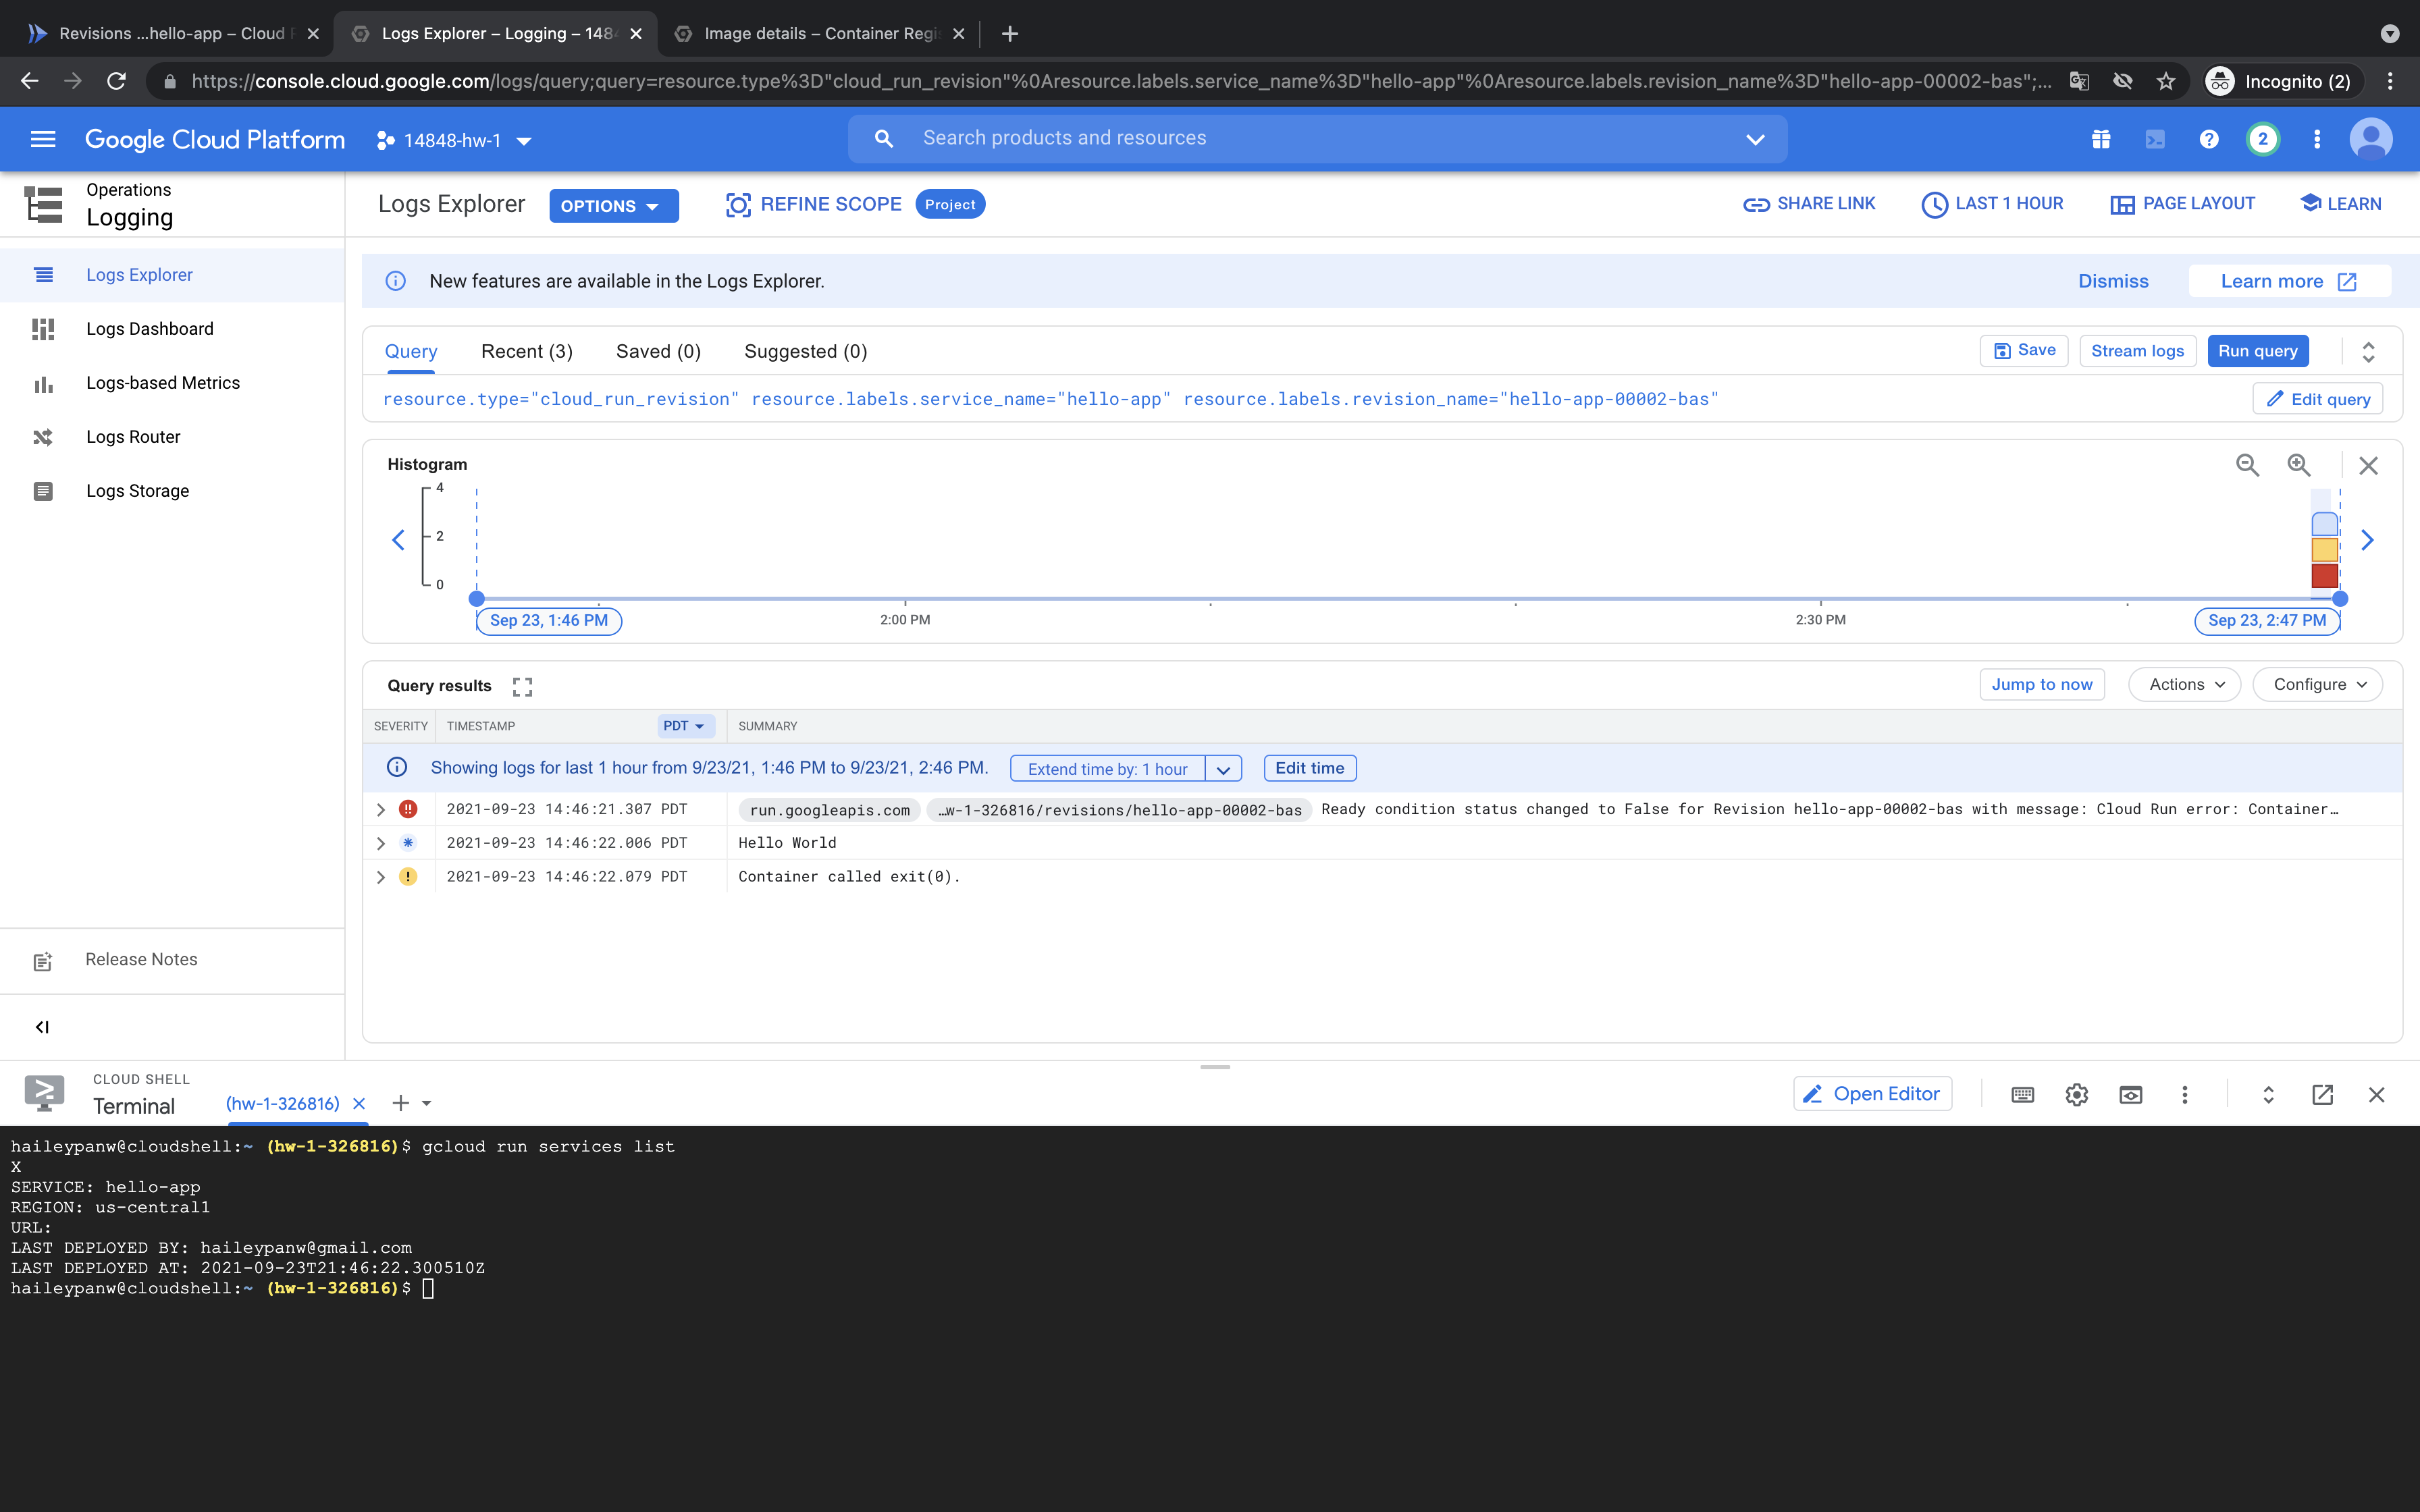 Revisions ...hello-app – Cloud R
Logs Explorer – Logging – 1484
Image details – Container Regi
https://console.cloud.google.com/logs/query;query=resource.type%3D"cloud_run_revision"%0Aresource.labels.service_name%3D"hello-app"%0Aresource.labels.revision_name%3D"hello-app-00002-bas";...
Incognito (2)
Google Cloud Platform
14848-hw-1
Search products and resources
2
Operations
Logging
Logs Explorer
OPTIONS
REFINE SCOPE
Project
SHARE LINK
LAST 1 HOUR
PAGE LAYOUT
LEARN
Logs Explorer
Logs Dashboard
Logs-based Metrics
Logs Router
Logs Storage
Release Notes
New features are available in the Logs Explorer.
Dismiss
Learn more
Query
Recent (3)
Saved (0)
Suggested (0)
Save
Stream logs
Run query
resource.type="cloud_run_revision" resource.labels.service_name="hello-app" resource.labels.revision_name="hello-app-00002-bas"
Edit query
Histogram
4
2
0
Sep 23, 1:46 PM
2:00 PM
2:30 PM
Sep 23, 2:47 PM
Query results
Jump to now
Actions
Configure
SEVERITY
TIMESTAMP
PDT
SUMMARY
Showing logs for last 1 hour from 9/23/21, 1:46 PM to 9/23/21, 2:46 PM.
Extend time by: 1 hour
Edit time
2021-09-23 14:46:21.307 PDT run.googleapis.com …w-1-326816/revisions/hello-app-00002-bas Ready condition status changed to False for Revision hello-app-00002-bas with message: Cloud Run error: Container…
2021-09-23 14:46:22.006 PDT Hello World
2021-09-23 14:46:22.079 PDT Container called exit(0).
CLOUD SHELL
Terminal
(hw-1-326816)
Open Editor
haileypanw@cloudshell:~ (hw-1-326816)$ gcloud run services list
X
SERVICE: hello-app
REGION: us-central1
URL:
LAST DEPLOYED BY: haileypanw@gmail.com
LAST DEPLOYED AT: 2021-09-23T21:46:22.300510Z
haileypanw@cloudshell:~ (hw-1-326816)$